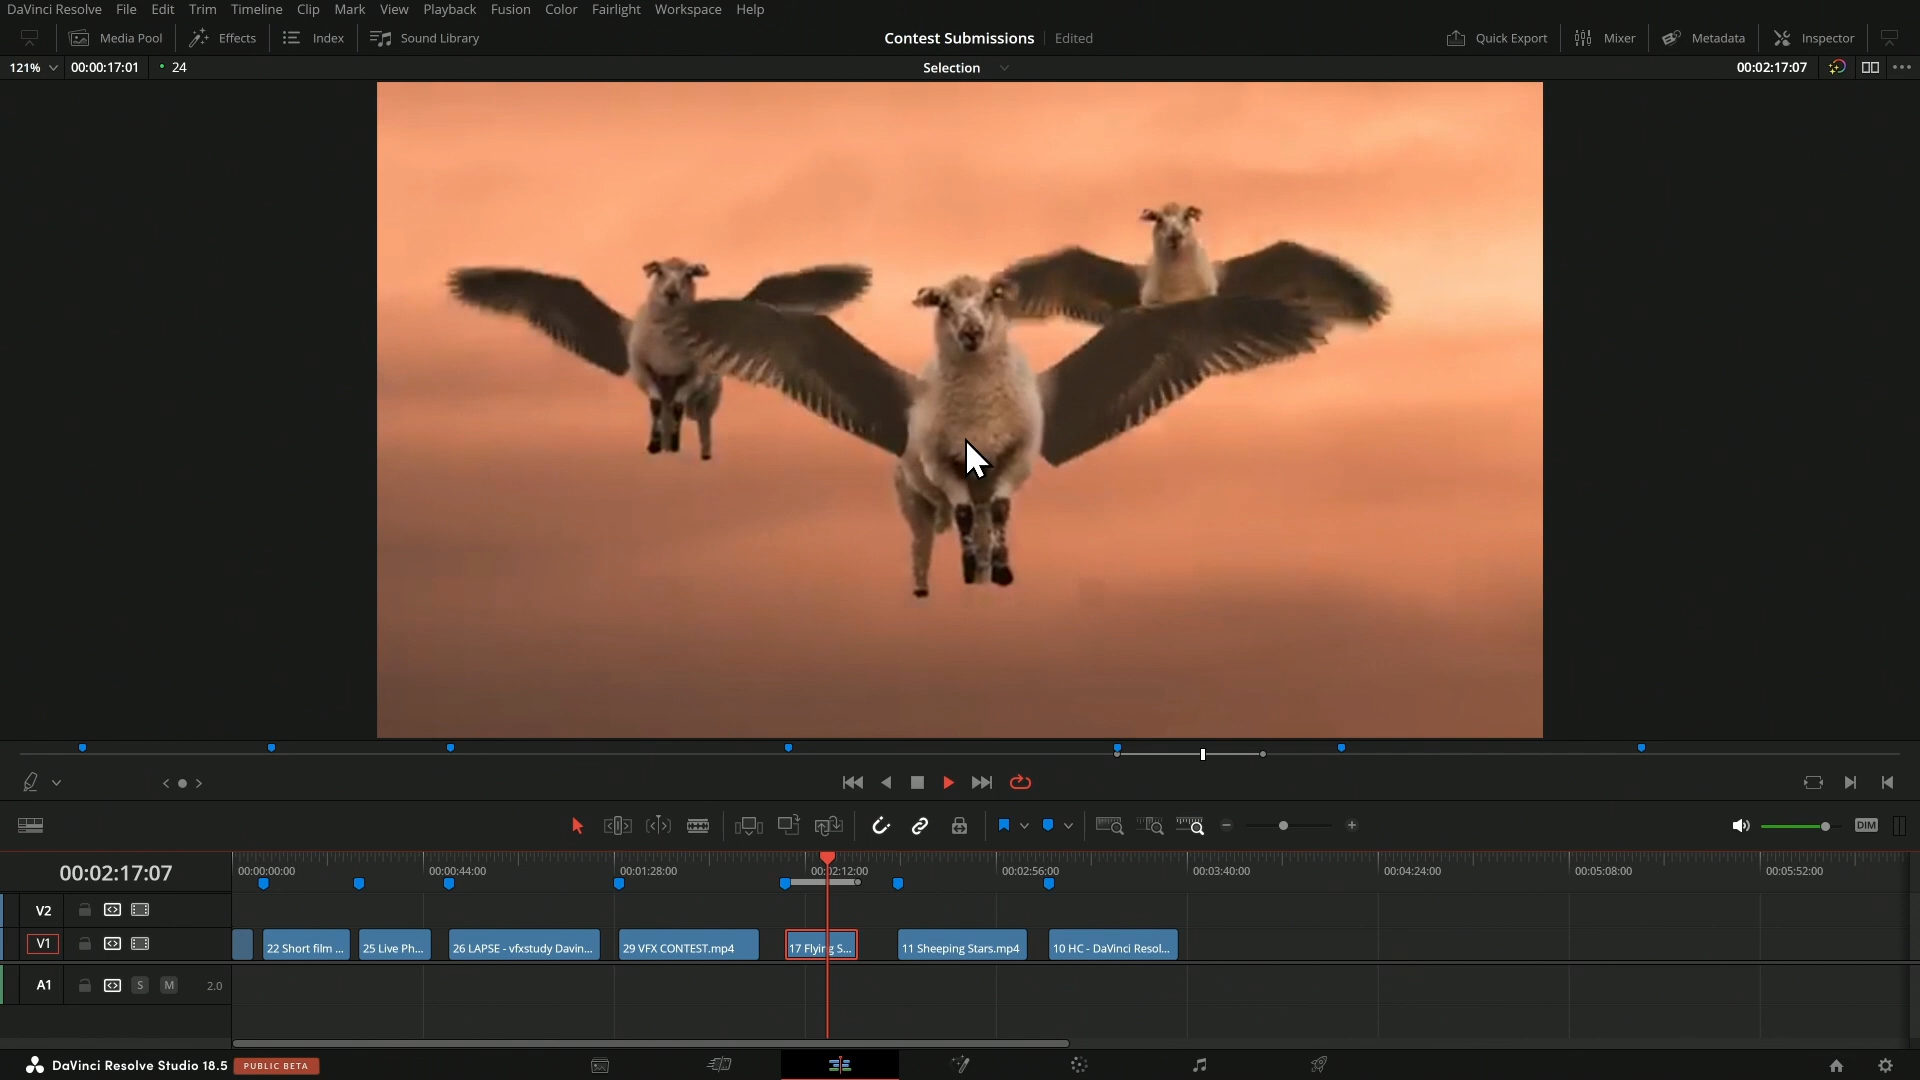 DaVinci Resolve File Edit Trim Timeline Clip Mark View Playback Fusion Color Fairlight Workspace Help
Media Pool Effects Index Sound Library Contest Submissions Edited Quick Export Mixer Metadata Inspector
121% 00:00:17:01 24 Selection 00:02:17:07
DIM
00:02:17:07 00:00:00:00 00:00:44:00 00:01:28:00 00:02:12:00 00:02:56:00 00:03:40:00 00:04:24:00 00:05:08:00 00:05:52:00
V2
V1 22 Short film ... 25 Live Ph... 26 LAPSE - vfxstudy Davin... 29 VFX CONTEST.mp4 17 Flying S... 11 Sheeping Stars.mp4 10 HC - DaVinci Resol...
A1 S M 2.0
DaVinci Resolve Studio 18.5 PUBLIC BETA